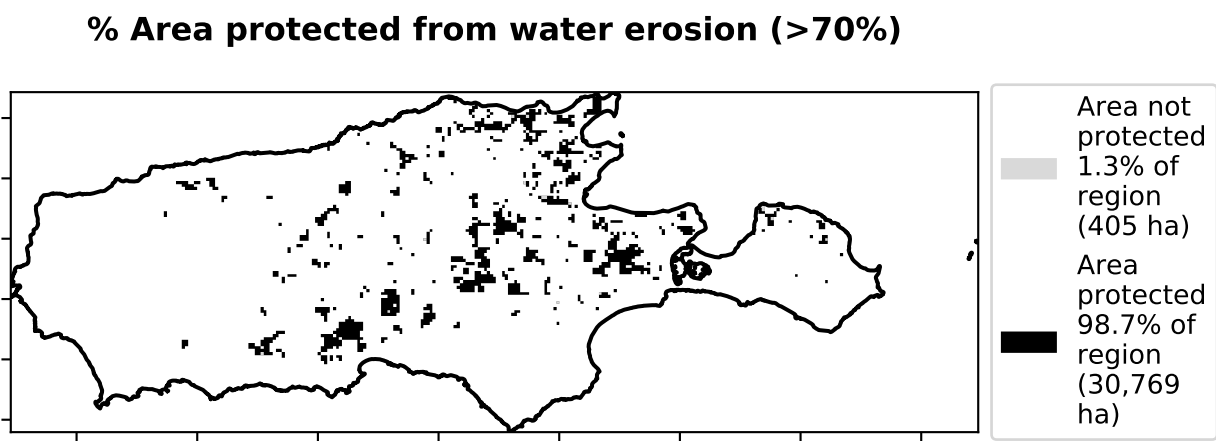 % Area protected from water erosion (>70%)
Area not
protected
1.3% of
region
(405 ha)
Area
protected
98.7% of
region
(30,769
ha)